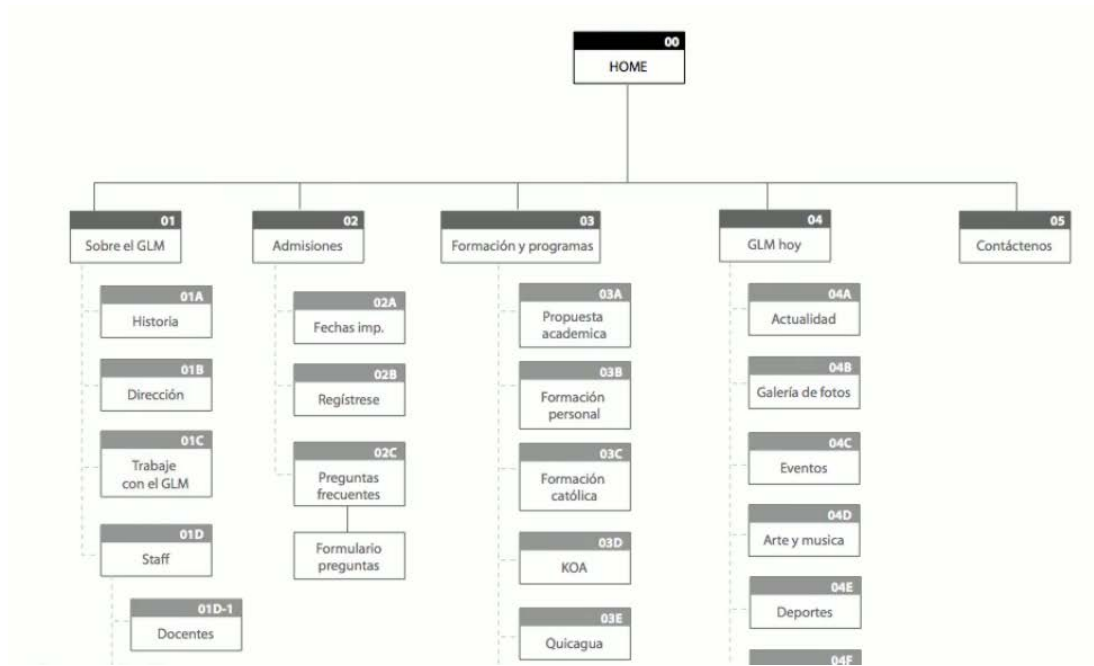 00
HOME
01
Sobre el GLM
02
Admisiones
03
Formación y programas
04
GLM hoy
05
Contáctenos
01A
Historia
01B
Dirección
01C
Trabaje
con el GLM
01D
Staff
01D-1
Docentes
02A
Fechas imp.
02B
Regístrese
02C
Preguntas
frecuentes
Formulario
preguntas
03A
Propuesta
academica
03B
Formación
personal
03C
Formación
católica
03D
KOA
03E
Quicagua
04A
Actualidad
04B
Galería de fotos
04C
Eventos
04D
Arte y musica
04E
Deportes
04F